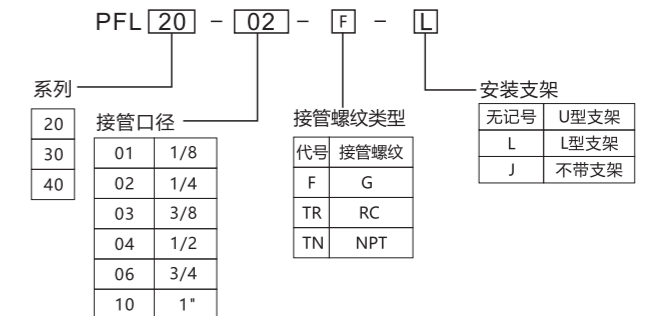 PFL 20 - 02 - F - L
系列
20
30
40
接管口径
01 1/8
02 1/4
03 3/8
04 1/2
06 3/4
10 1"
接管螺纹类型
代号 接管螺纹
F G
TR RC
TN NPT
安装支架
无记号 U型支架
L L型支架
J 不带支架